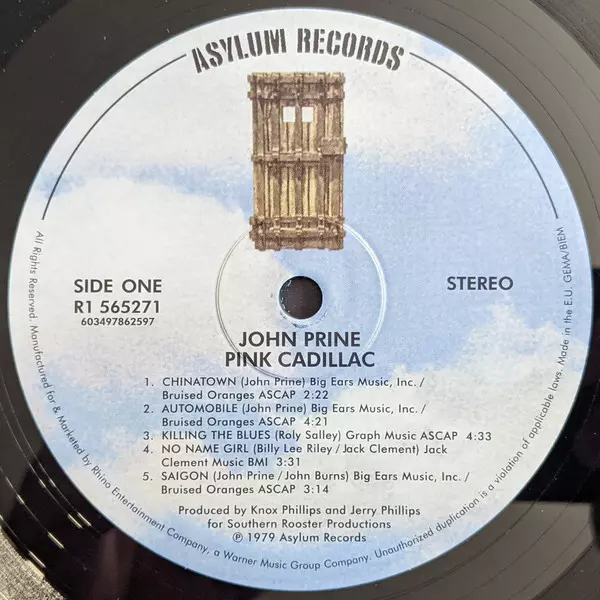 ASYLUM RECORDS
SIDE ONE
R1 565271
603497862597
STEREO
JOHN PRINE
PINK CADILLAC
1. CHINATOWN (John Prine) Big Ears Music, Inc. /
Bruised Oranges ASCAP 2:22
2. AUTOMOBILE (John Prine) Big Ears Music, Inc. /
Bruised Oranges ASCAP 4:21
3. KILLING THE BLUES (Roly Salley) Graph Music ASCAP 4:33
4. NO NAME GIRL (Billy Lee Riley / Jack Clement) Jack
Clement Music BMI 3:31
5. SAIGON (John Prine / John Burns) Big Ears Music, Inc. /
Bruised Oranges ASCAP 3:14
Produced by Knox Phillips and Jerry Phillips
for Southern Rooster Productions
℗ 1979 Asylum Records
All Rights Reserved. Manufactured for & Marketed by Rhino Entertainment Company, a Warner Music Group Company. Unauthorized duplication is a violation of applicable laws. Made in the E.U. GEMA/BIEM